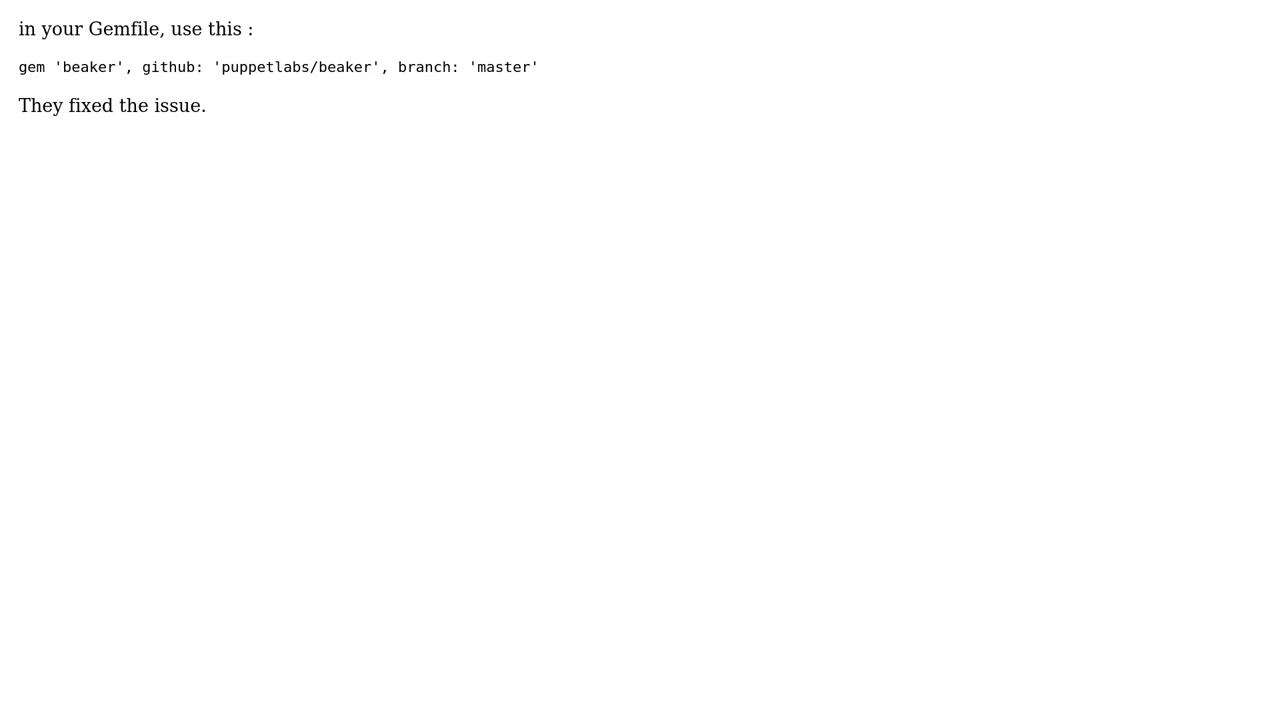 in your Gemfile, use this :
gem 'beaker', github: 'puppetlabs/beaker', branch: 'master'
They fixed the issue.